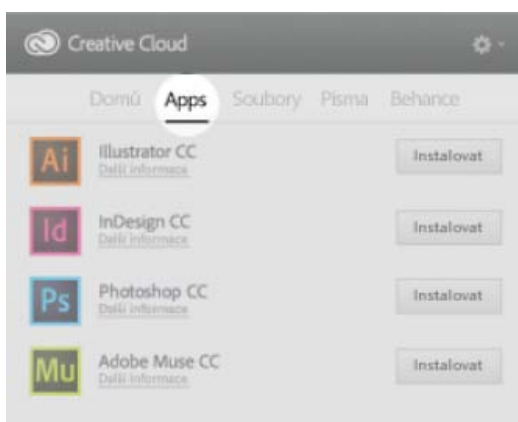 Creative Cloud
Domů Apps Soubory Písma Behance
Ai Illustrator CC Instalovat
Další informace
Id InDesign CC Instalovat
Další informace
Ps Photoshop CC Instalovat
Další informace
Mu Adobe Muse CC Instalovat
Další informace